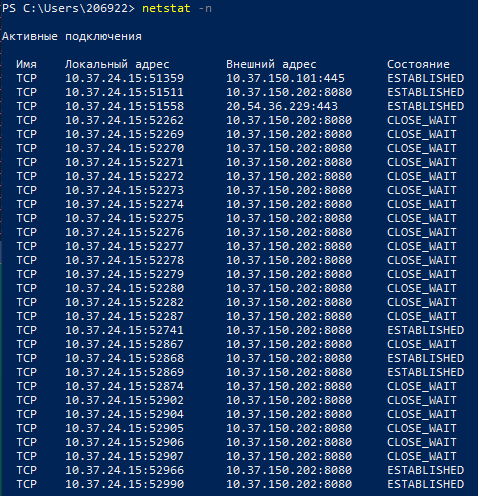 PS C:\Users\206922> netstat -n
Активные подключения
Имя Локальный адрес Внешний адрес Состояние
TCP 10.37.24.15:51359 10.37.150.101:445 ESTABLISHED
TCP 10.37.24.15:51511 10.37.150.202:8080 ESTABLISHED
TCP 10.37.24.15:51558 20.54.36.229:443 ESTABLISHED
TCP 10.37.24.15:52262 10.37.150.202:8080 CLOSE_WAIT
TCP 10.37.24.15:52269 10.37.150.202:8080 CLOSE_WAIT
TCP 10.37.24.15:52270 10.37.150.202:8080 CLOSE_WAIT
TCP 10.37.24.15:52271 10.37.150.202:8080 CLOSE_WAIT
TCP 10.37.24.15:52272 10.37.150.202:8080 CLOSE_WAIT
TCP 10.37.24.15:52273 10.37.150.202:8080 CLOSE_WAIT
TCP 10.37.24.15:52274 10.37.150.202:8080 CLOSE_WAIT
TCP 10.37.24.15:52275 10.37.150.202:8080 CLOSE_WAIT
TCP 10.37.24.15:52276 10.37.150.202:8080 CLOSE_WAIT
TCP 10.37.24.15:52277 10.37.150.202:8080 CLOSE_WAIT
TCP 10.37.24.15:52278 10.37.150.202:8080 CLOSE_WAIT
TCP 10.37.24.15:52279 10.37.150.202:8080 CLOSE_WAIT
TCP 10.37.24.15:52280 10.37.150.202:8080 CLOSE_WAIT
TCP 10.37.24.15:52282 10.37.150.202:8080 CLOSE_WAIT
TCP 10.37.24.15:52287 10.37.150.202:8080 CLOSE_WAIT
TCP 10.37.24.15:52741 10.37.150.202:8080 ESTABLISHED
TCP 10.37.24.15:52867 10.37.150.202:8080 CLOSE_WAIT
TCP 10.37.24.15:52868 10.37.150.202:8080 ESTABLISHED
TCP 10.37.24.15:52869 10.37.150.202:8080 ESTABLISHED
TCP 10.37.24.15:52874 10.37.150.202:8080 CLOSE_WAIT
TCP 10.37.24.15:52902 10.37.150.202:8080 CLOSE_WAIT
TCP 10.37.24.15:52904 10.37.150.202:8080 CLOSE_WAIT
TCP 10.37.24.15:52905 10.37.150.202:8080 CLOSE_WAIT
TCP 10.37.24.15:52906 10.37.150.202:8080 CLOSE_WAIT
TCP 10.37.24.15:52907 10.37.150.202:8080 CLOSE_WAIT
TCP 10.37.24.15:52966 10.37.150.202:8080 ESTABLISHED
TCP 10.37.24.15:52990 10.37.150.202:8080 ESTABLISHED